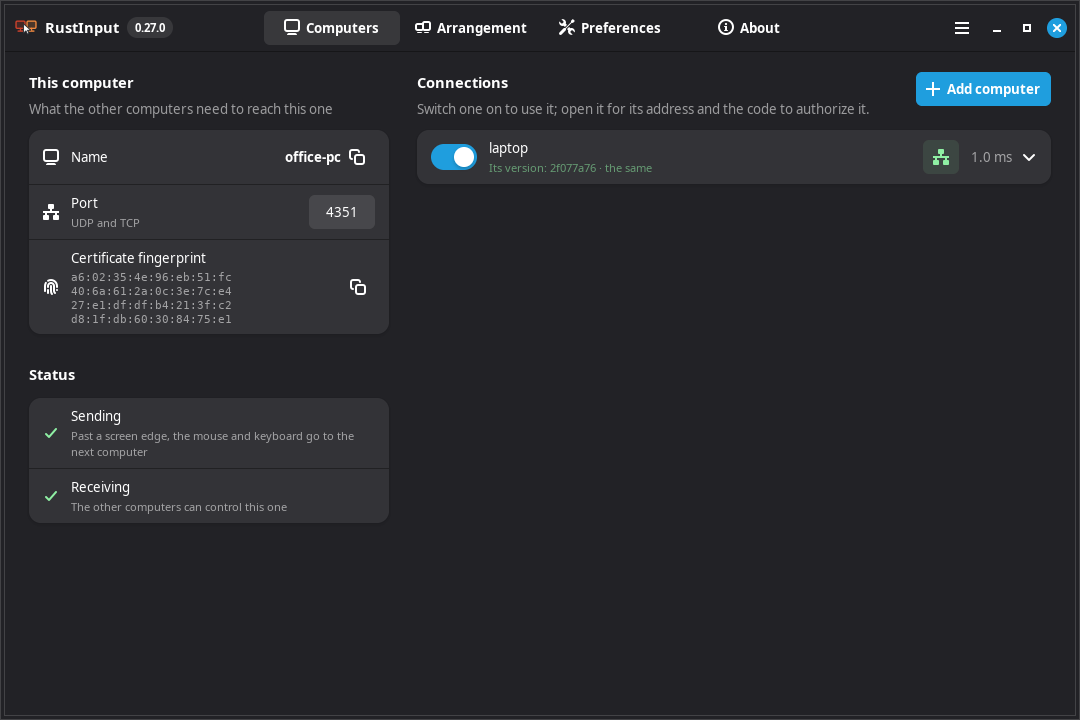 RustInput 0.27.0
Computers
Arrangement
Preferences
About
This computer
What the other computers need to reach this one
Name
office-pc
Port
UDP and TCP
4351
Certificate fingerprint
a6:02:35:4e:96:eb:51:fc
40:6a:61:2a:0c:3e:7c:e4
27:e1:df:df:b4:21:3f:c2
d8:1f:db:60:30:84:75:e1
Status
Sending
Past a screen edge, the mouse and keyboard go to the
next computer
Receiving
The other computers can control this one
Connections
Switch one on to use it; open it for its address and the code to authorize it.
Add computer
laptop
Its version: 2f077a76 · the same
1.0 ms